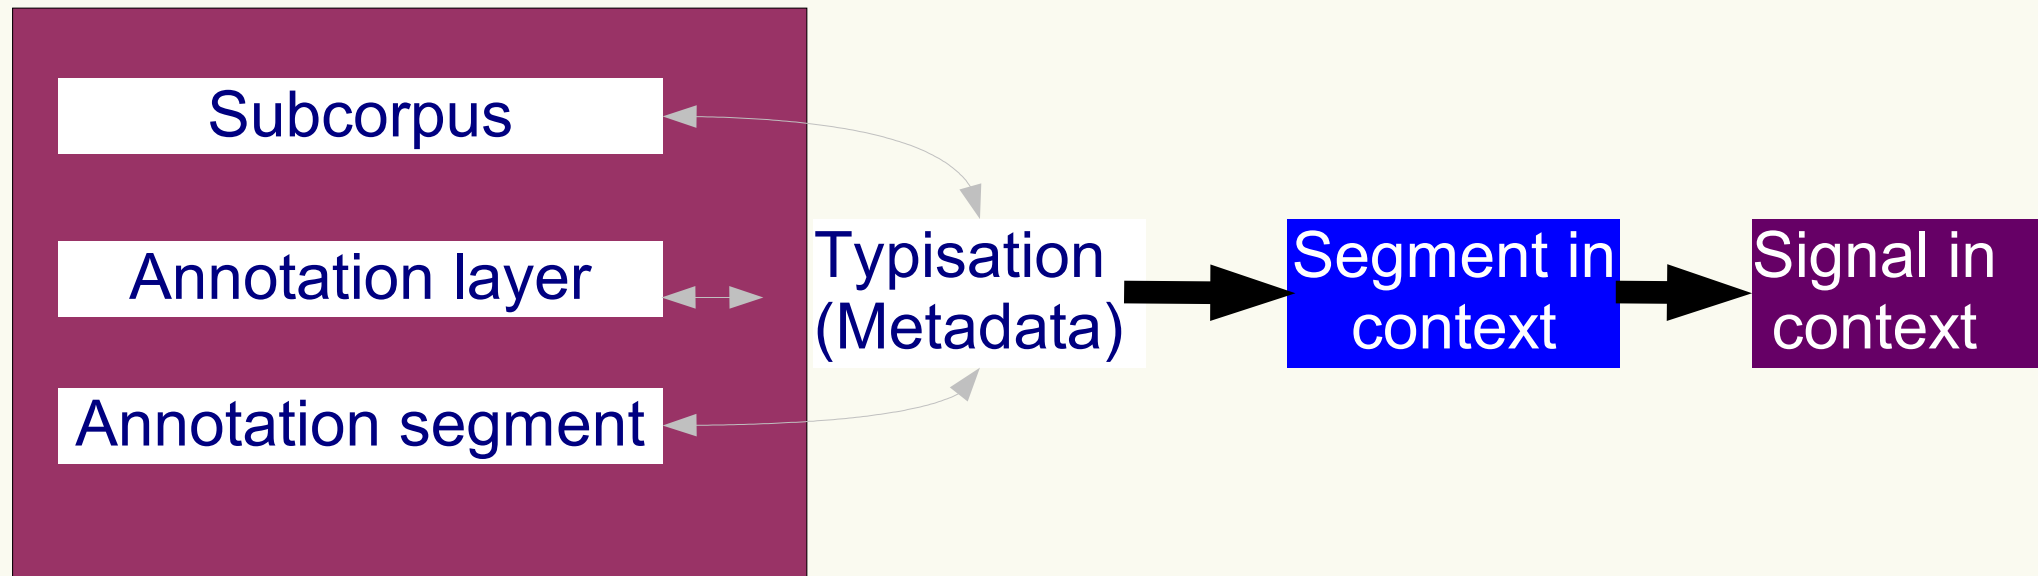 Subcorpus
Annotation layer
Annotation segment
Typisation
(Metadata)
Segment in
context
Signal in
context